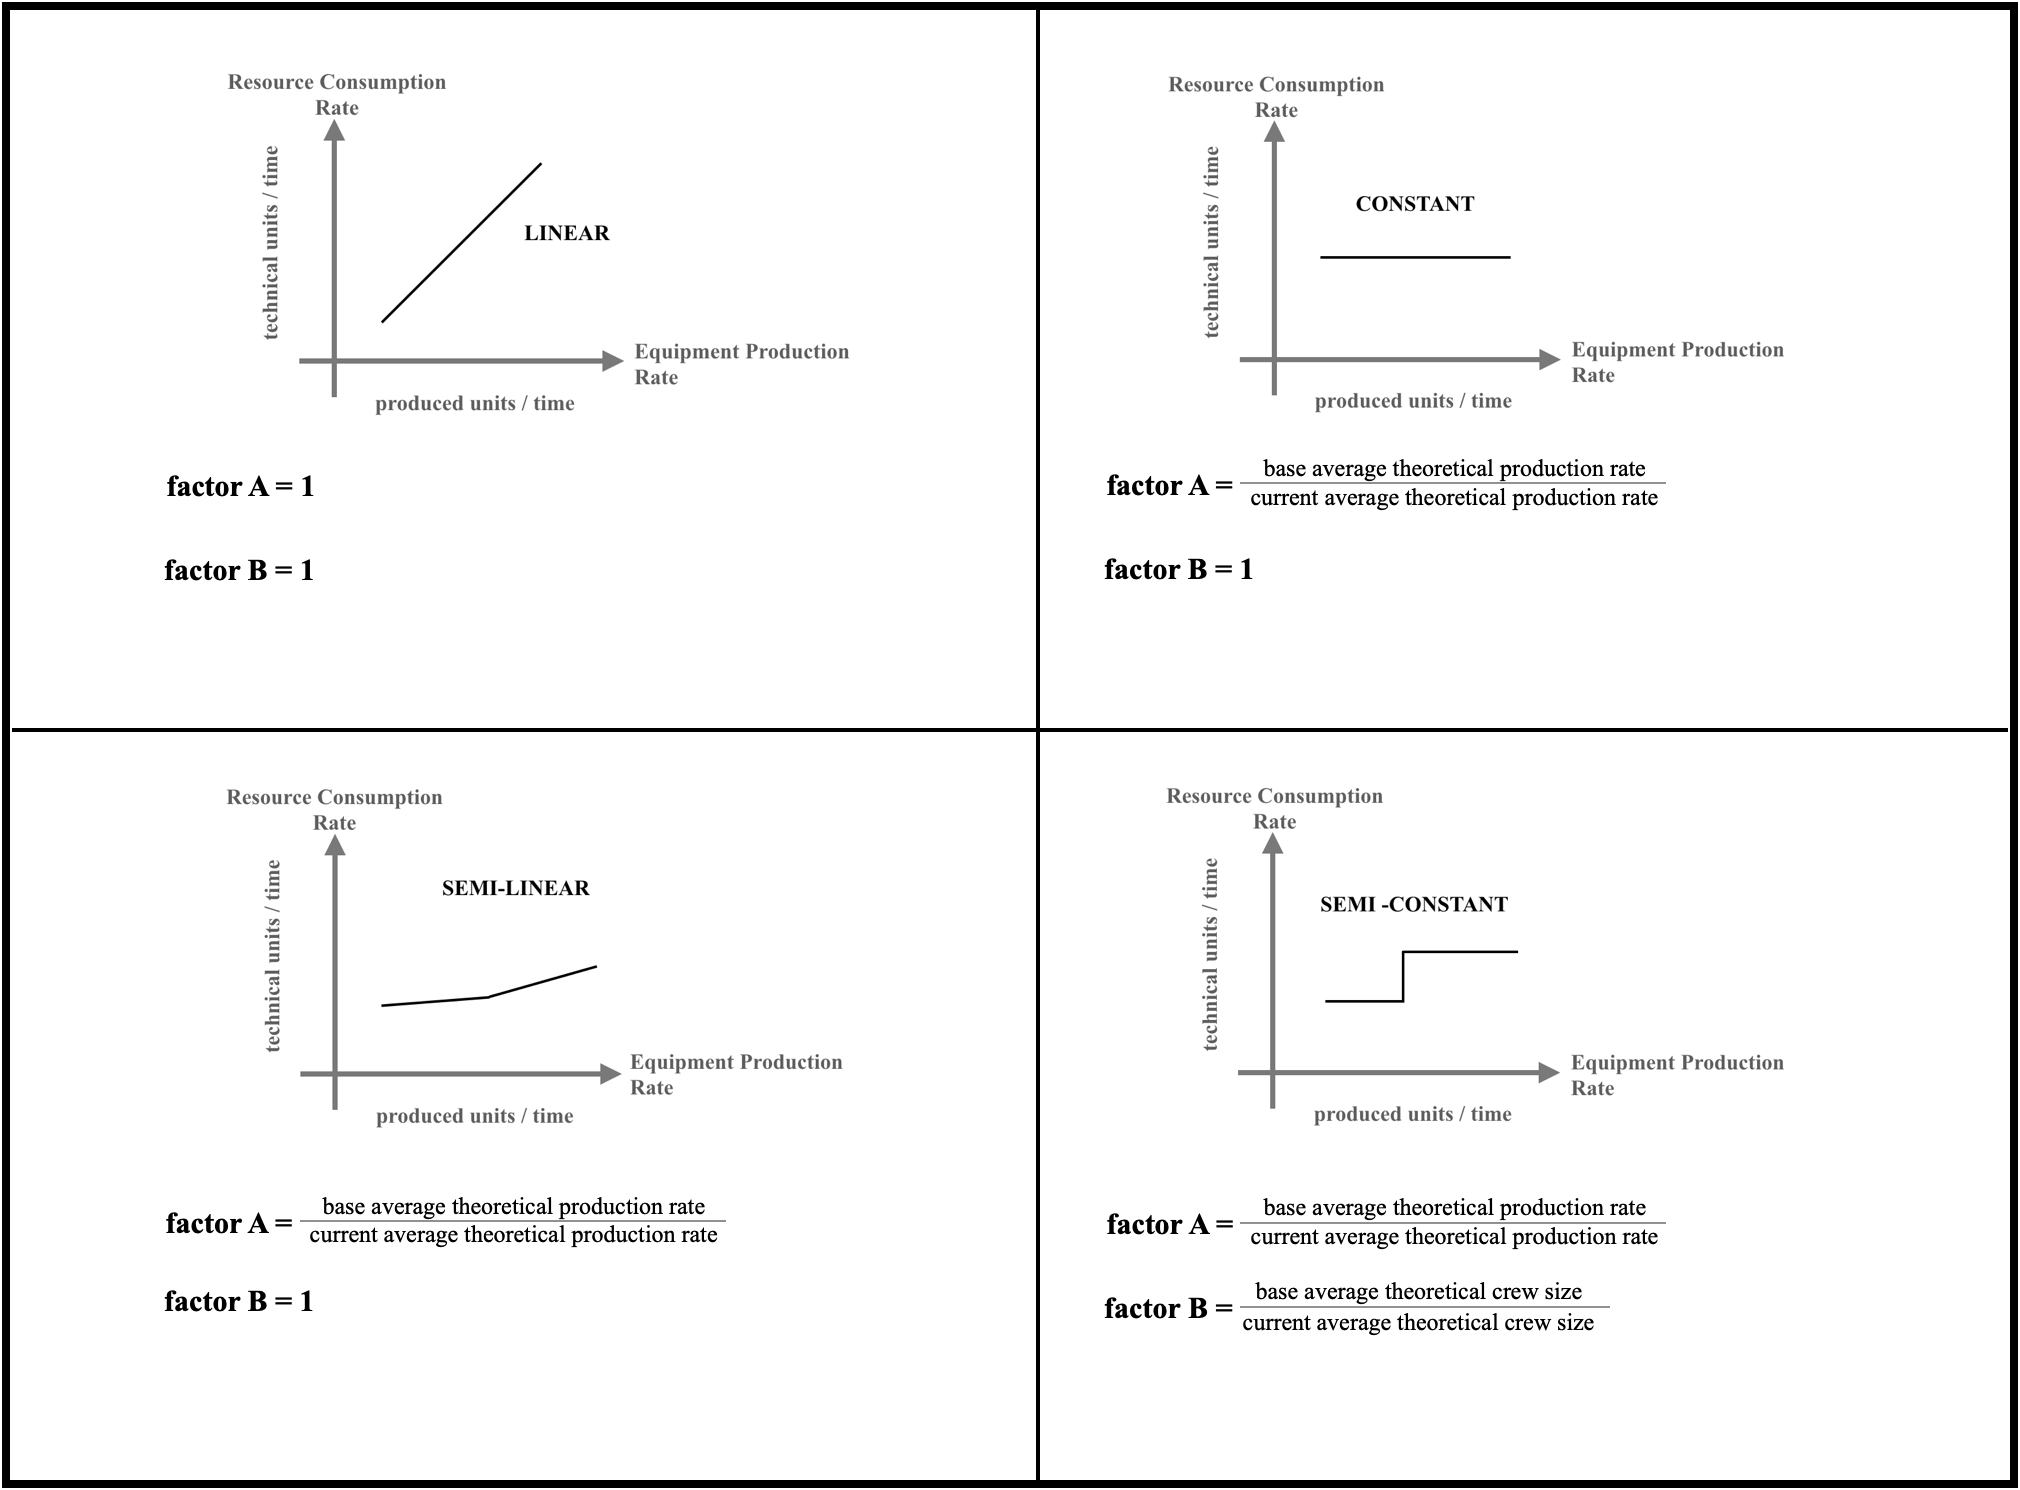 Resource Consumption
Rate
technical units / time
LINEAR
Equipment Production
Rate
produced units / time
factor A = 1
factor B = 1
Resource Consumption
Rate
technical units / time
CONSTANT
Equipment Production
Rate
produced units / time
factor A = base average theoretical production rate
current average theoretical production rate
factor B = 1
Resource Consumption
Rate
technical units / time
SEMI-LINEAR
Equipment Production
Rate
produced units / time
factor A = base average theoretical production rate
current average theoretical production rate
factor B = 1
Resource Consumption
Rate
technical units / time
SEMI -CONSTANT
Equipment Production
Rate
produced units / time
factor A = base average theoretical production rate
current average theoretical production rate
factor B = base average theoretical crew size
current average theoretical crew size